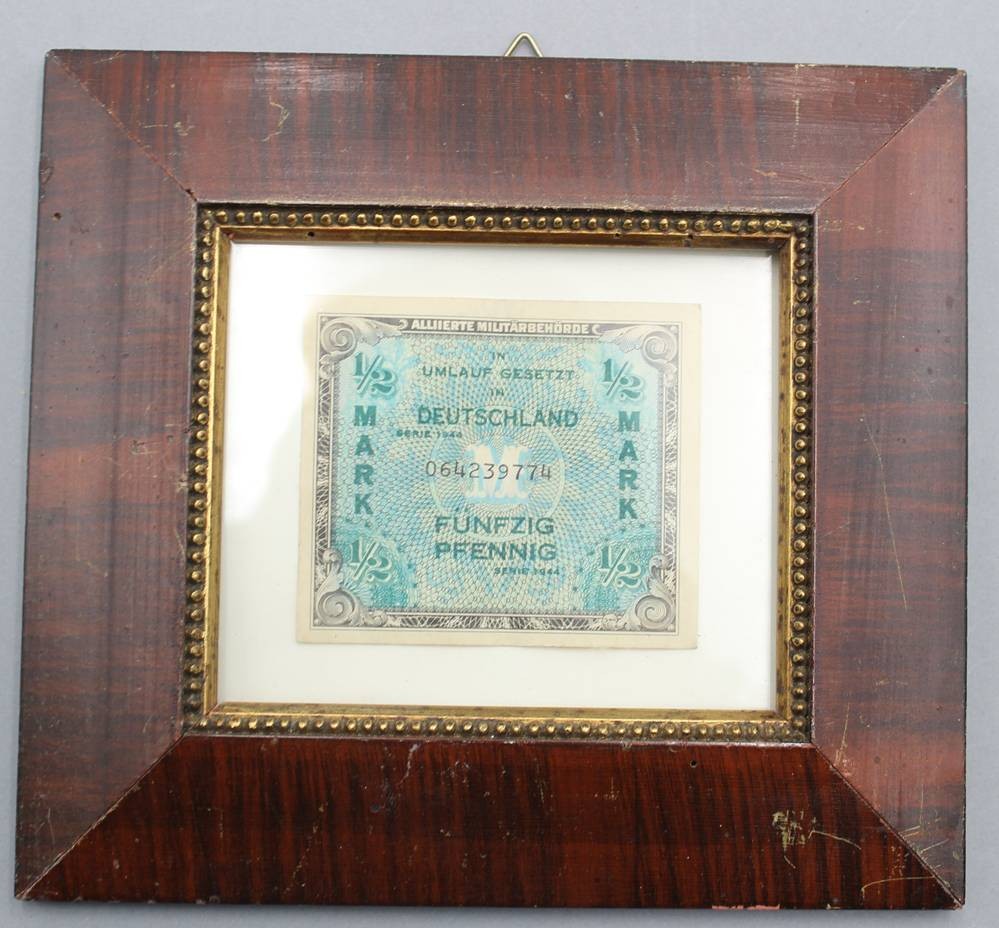 ALLIIERTE MILITÄRBEHÖRDE
1/2 1/2
IN
UMLAUF GESETZT
IN
DEUTSCHLAND
SERIE 1944
MARK MARK
M
064239774
FÜNFZIG
PFENNIG
SERIE 1944
1/2 1/2